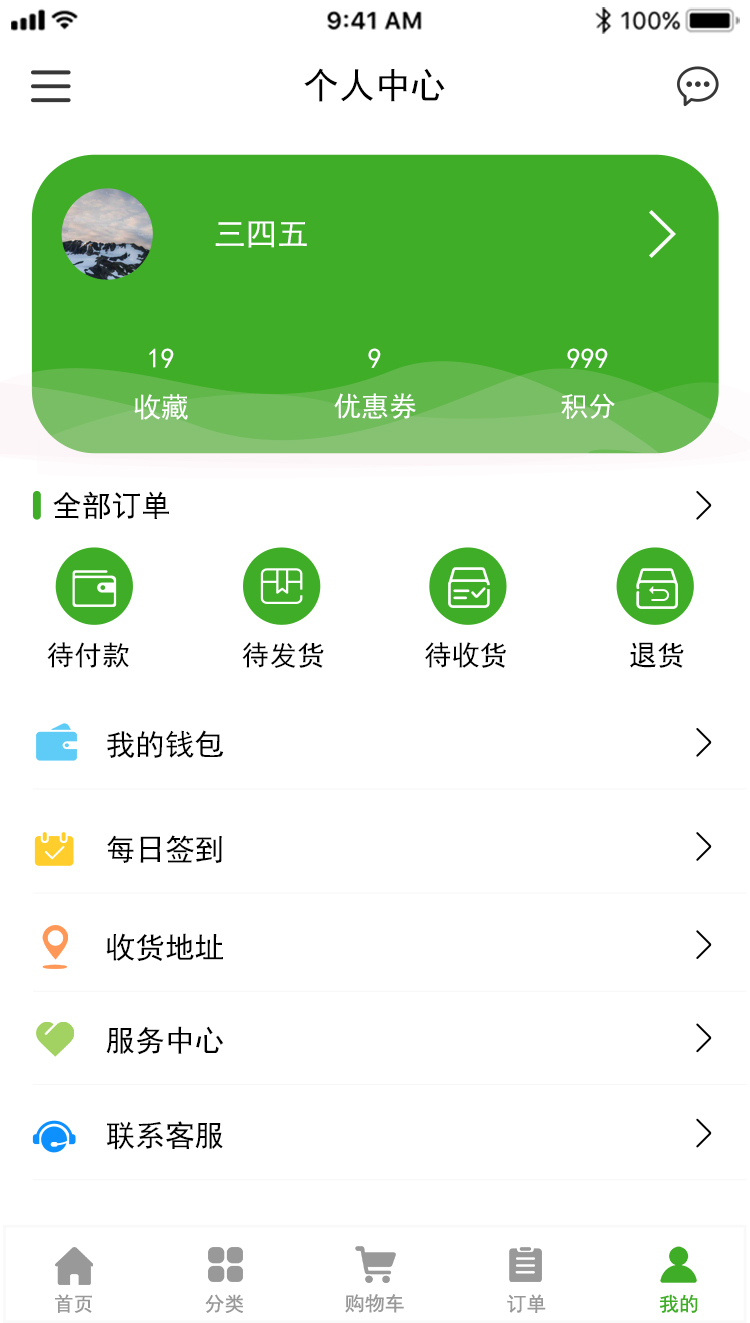 9:41 AM 100%
个人中心
三四五
19 9 999
收藏 优惠券 积分
全部订单
待付款 待发货 待收货 退货
我的钱包
每日签到
收货地址
服务中心
联系客服
首页 分类 购物车 订单 我的